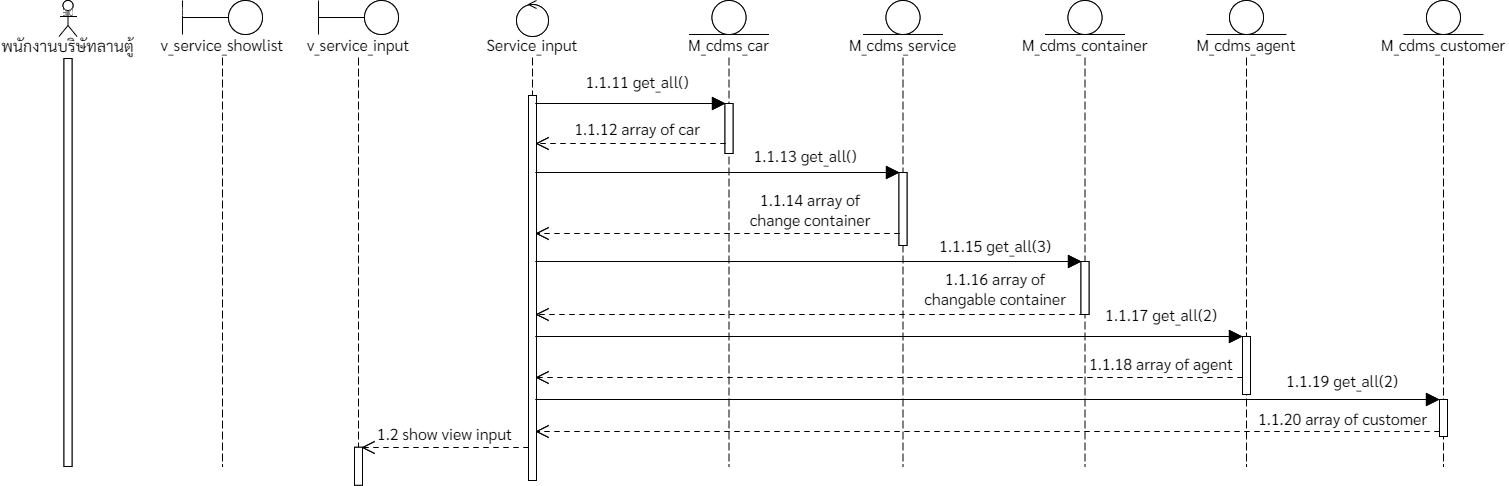 พนักงานบริษัทลานตู้
v_service_showlist
v_service_input
Service_input
M_cdms_car
M_cdms_service
M_cdms_container
M_cdms_agent
M_cdms_customer
1.1.11 get_all()
1.1.12 array of car
1.1.13 get_all()
1.1.14 array of
change container
1.1.15 get_all(3)
1.1.16 array of
changable container
1.1.17 get_all(2)
1.1.18 array of agent
1.1.19 get_all(2)
1.1.20 array of customer
1.2 show view input